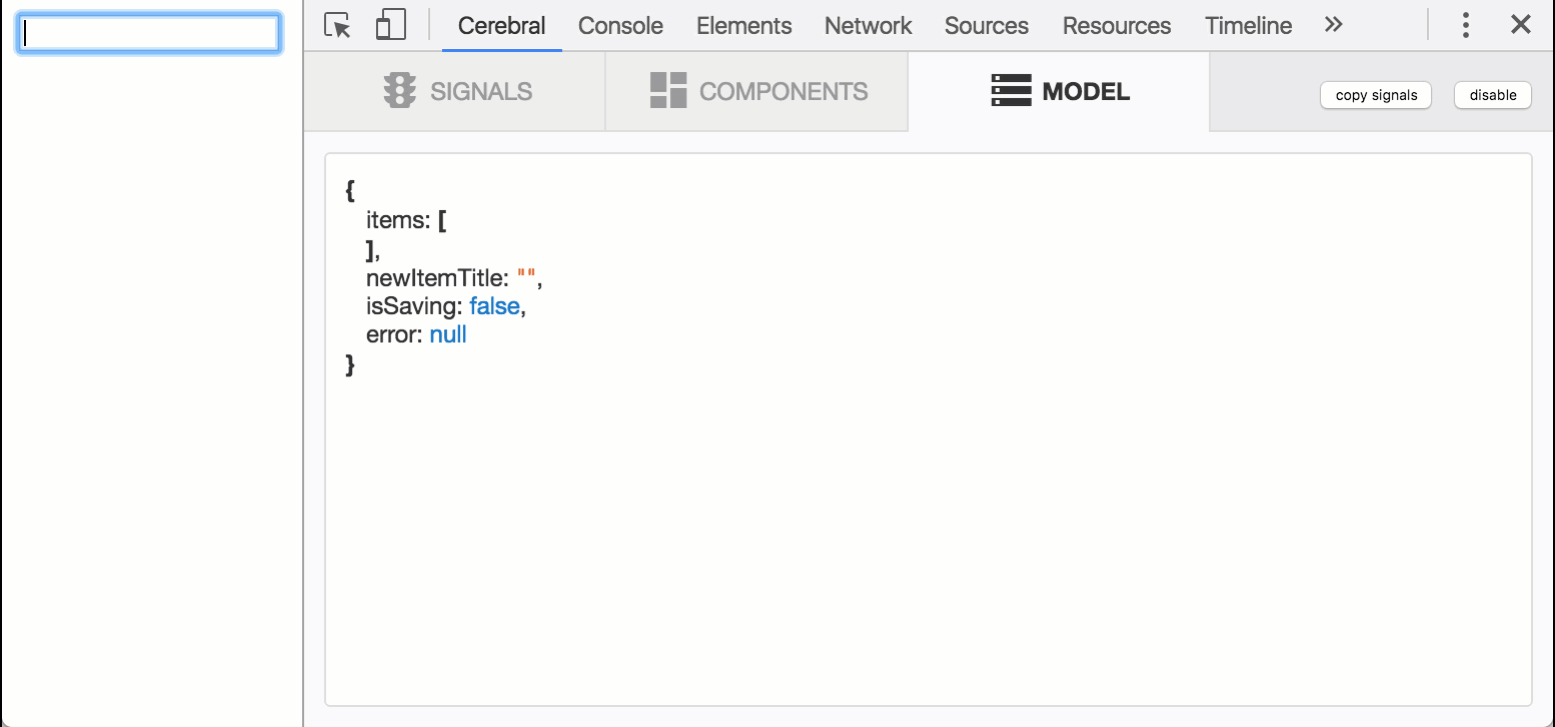 Cerebral Console Elements Network Sources Resources Timeline »
SIGNALS COMPONENTS MODEL copy signals disable
{
items: [
],
newItemTitle: "",
isSaving: false,
error: null
}